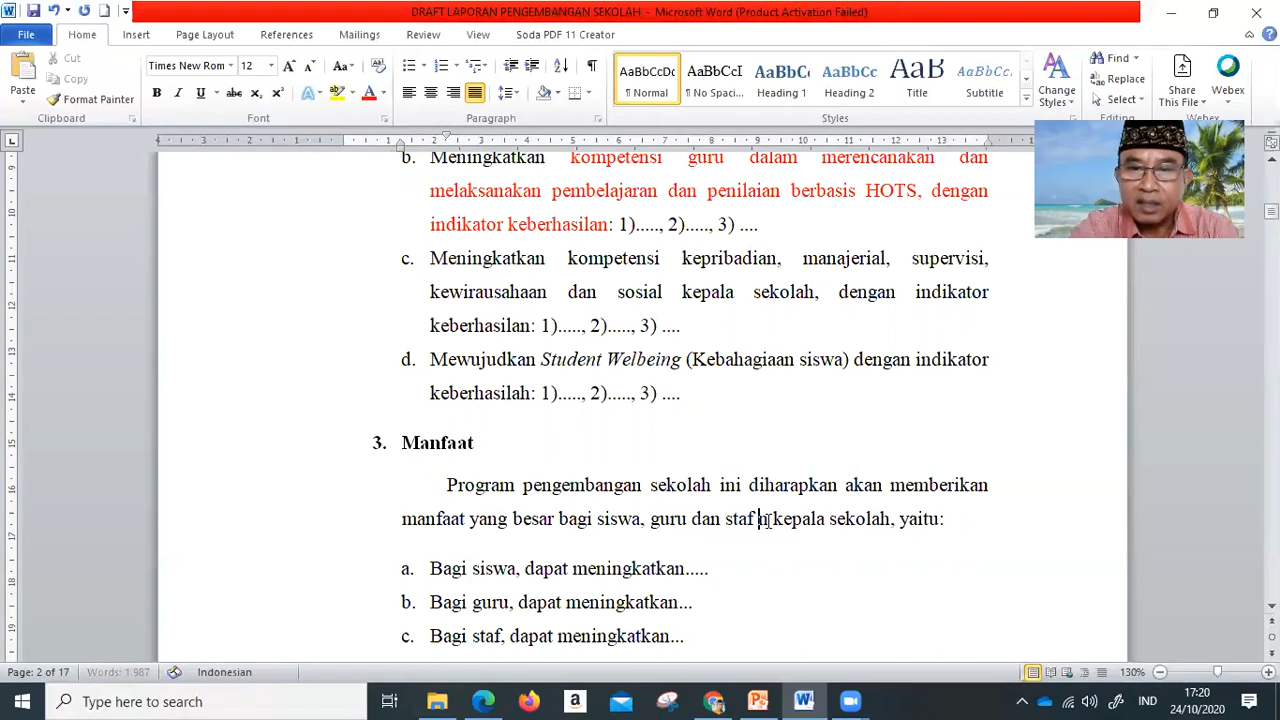 DRAFT LAPORAN PENGEMBANGAN SEKOLAH - Microsoft Word (Product Activation Failed)
File Home Insert Page Layout References Mailings Review View Soda PDF 11 Creator
Paste
Cut
Copy
Format Painter
Clipboard
Times New Rom 12
Font
Paragraph
AaBbCcDc AaBbCcI AaBbC AaBbCc AaB AaBbCc.
¶ Normal ¶ No Spaci... Heading 1 Heading 2 Title Subtitle
Styles
Change Styles
Find
Replace
Select
Editing
Share This File
Webex
WebEx
b. Meningkatkan kompetensi guru dalam merencanakan dan
melaksanakan pembelajaran dan penilaian berbasis HOTS, dengan
indikator keberhasilan: 1)....., 2)....., 3) ....
c. Meningkatkan kompetensi kepribadian, manajerial, supervisi,
kewirausahaan dan sosial kepala sekolah, dengan indikator
keberhasilan: 1)....., 2)....., 3) ....
d. Mewujudkan Student Welbeing (Kebahagiaan siswa) dengan indikator
keberhasilah: 1)....., 2)....., 3) ....
3. Manfaat
Program pengembangan sekolah ini diharapkan akan memberikan
manfaat yang besar bagi siswa, guru dan staf n kepala sekolah, yaitu:
a. Bagi siswa, dapat meningkatkan.....
b. Bagi guru, dapat meningkatkan...
c. Bagi staf, dapat meningkatkan...
Page: 2 of 17 Words: 1.987 Indonesian 130%
Type here to search
IND
17:20
24/10/2020